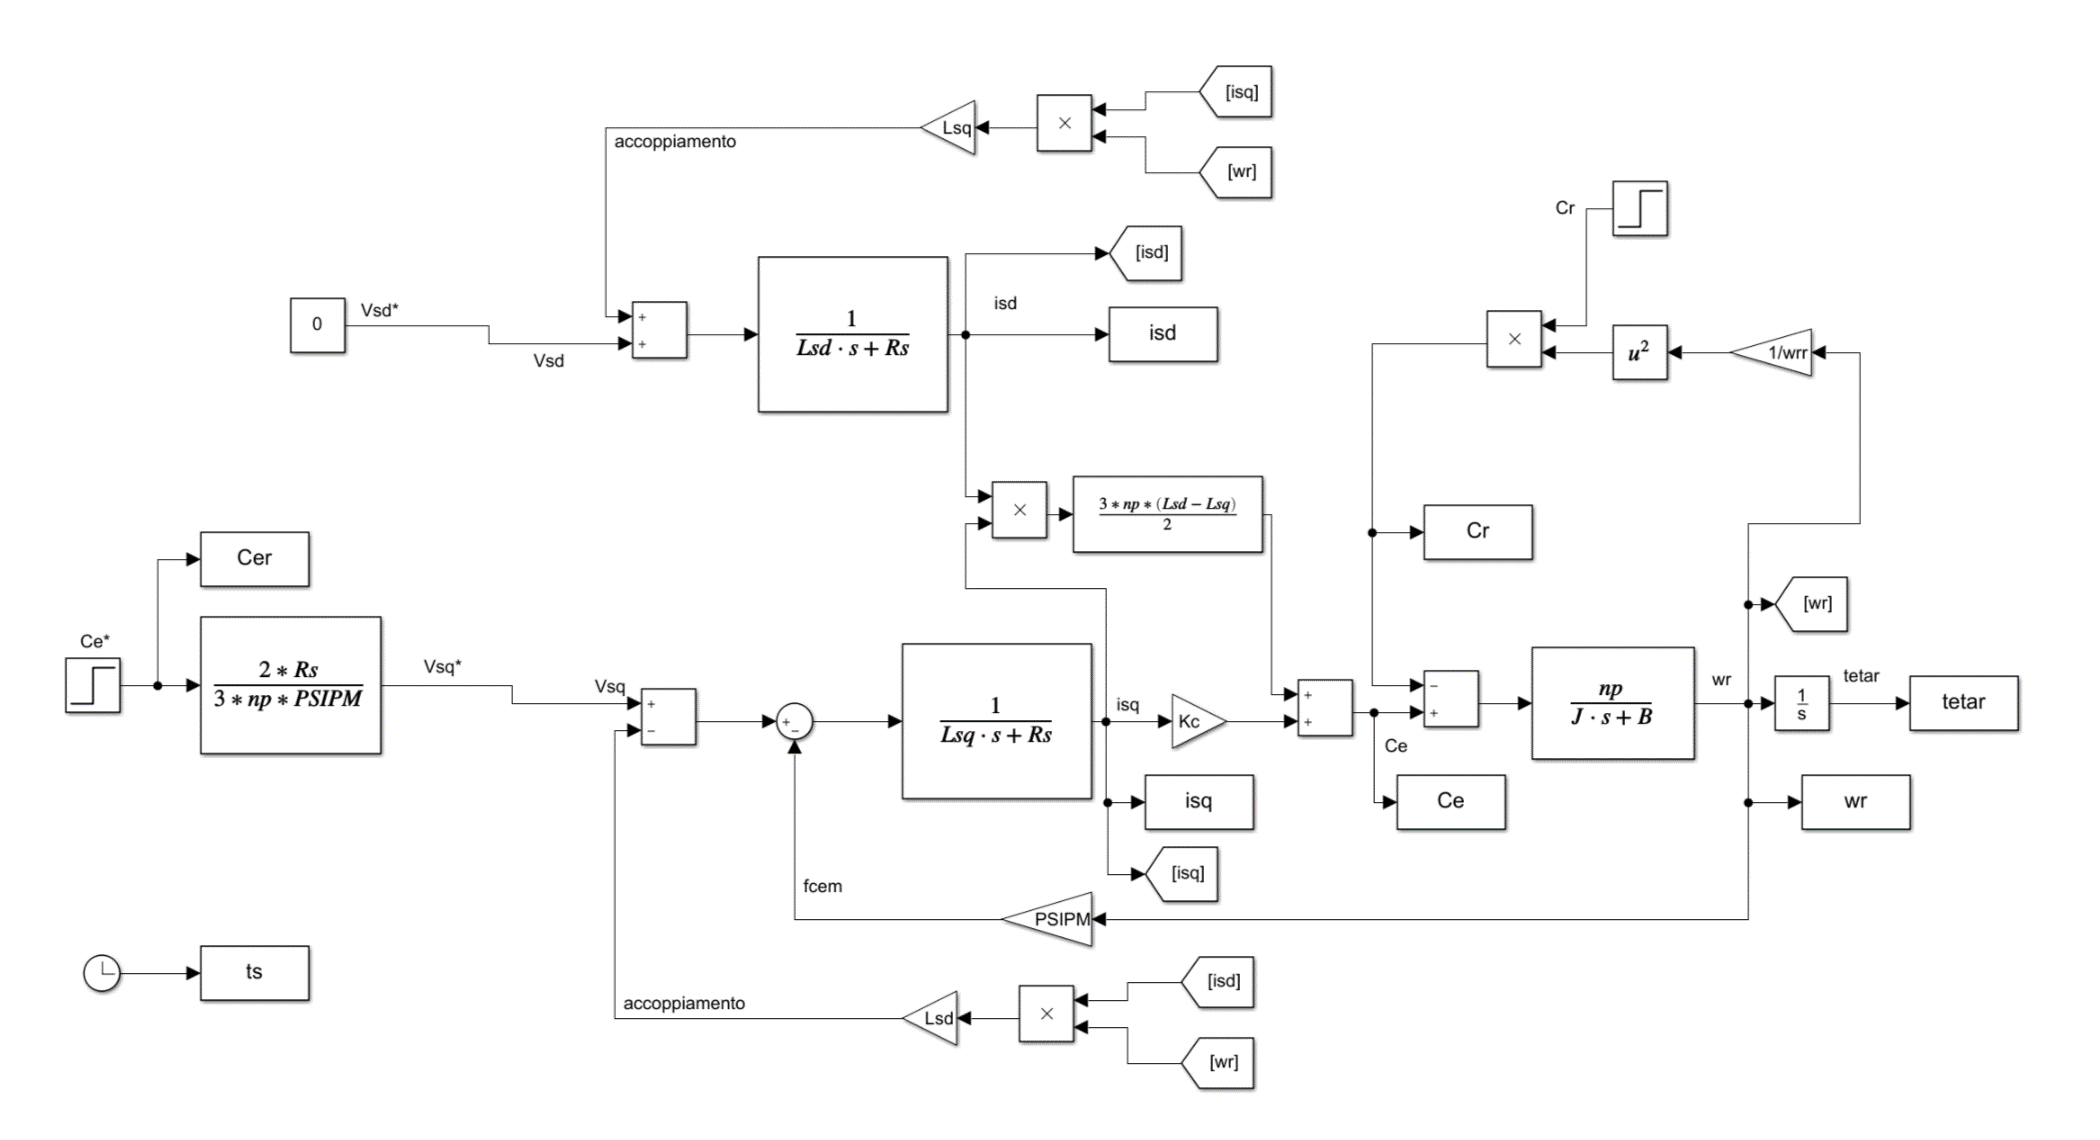 [isq]
Lsq
×
accoppiamento
[wr]
Cr
[isd]
Vsd*
0
+
+
Vsd
1
Lsd · s + Rs
isd
isd
×
u²
1/wrr
3 * np * (Lsd − Lsq)
2
×
Cr
Cer
[wr]
Ce*
2 * Rs
3 * np * PSIPM
Vsq*
Vsq
+
−
+
−
1
Lsq · s + Rs
isq
Kc
+
+
Ce
−
+
np
J · s + B
wr
1
s
tetar
tetar
isq
Ce
wr
[isq]
fcem
PSIPM
ts
[isd]
accoppiamento
Lsd
×
[wr]